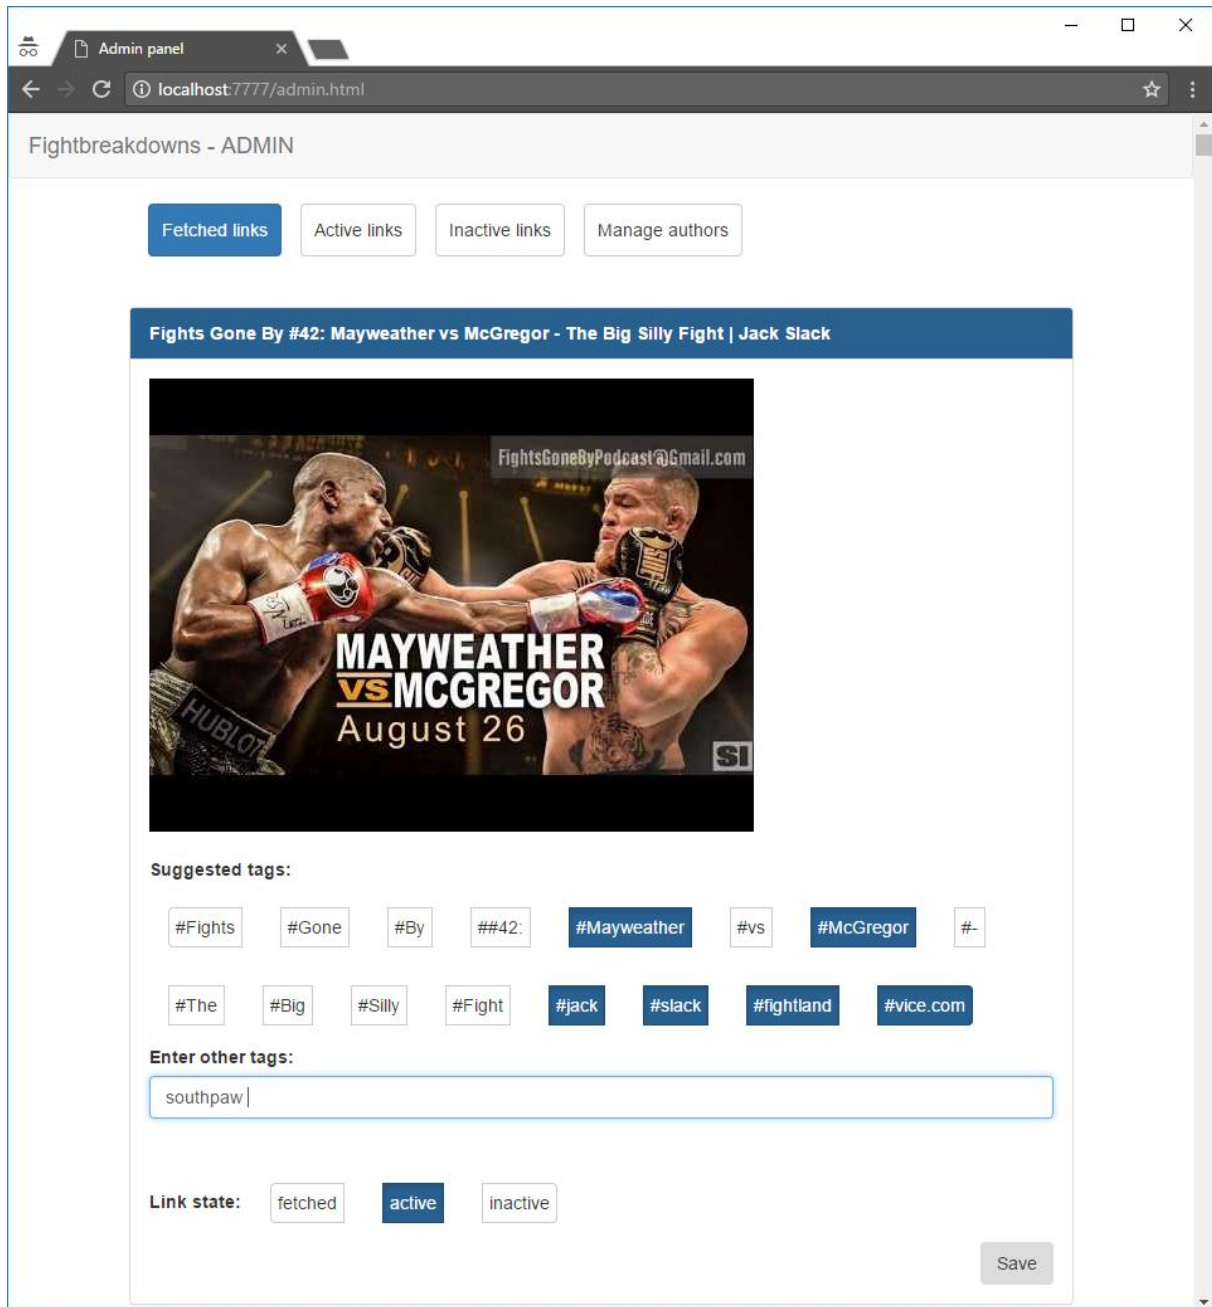 Admin panel
localhost:7777/admin.html
Fightbreakdowns - ADMIN
Fetched links Active links Inactive links Manage authors
Fights Gone By #42: Mayweather vs McGregor - The Big Silly Fight | Jack Slack
FightsGoneByPodcast@Gmail.com
SIDE
MAYWEATHER
VS MCGREGOR
August 26
HUBLOT
SI
Suggested tags:
#Fights #Gone #By ##42: #Mayweather #vs #McGregor #-
#The #Big #Silly #Fight #jack #slack #fightland #vice.com
Enter other tags:
southpaw
Link state: fetched active inactive
Save